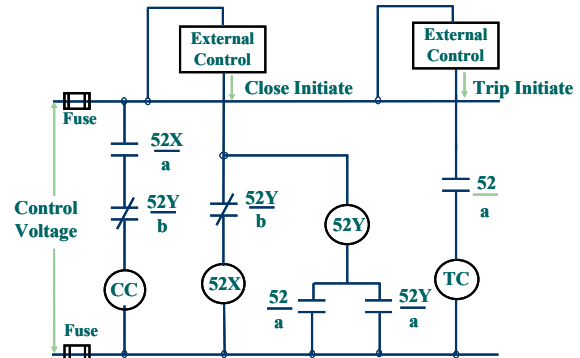 External
Control
External
Control
Close Initiate
Trip Initiate
Fuse
52X
a
52Y
b
52Y
b
52
a
Control
Voltage
52Y
CC
52X
TC
52
a
52Y
a
Fuse